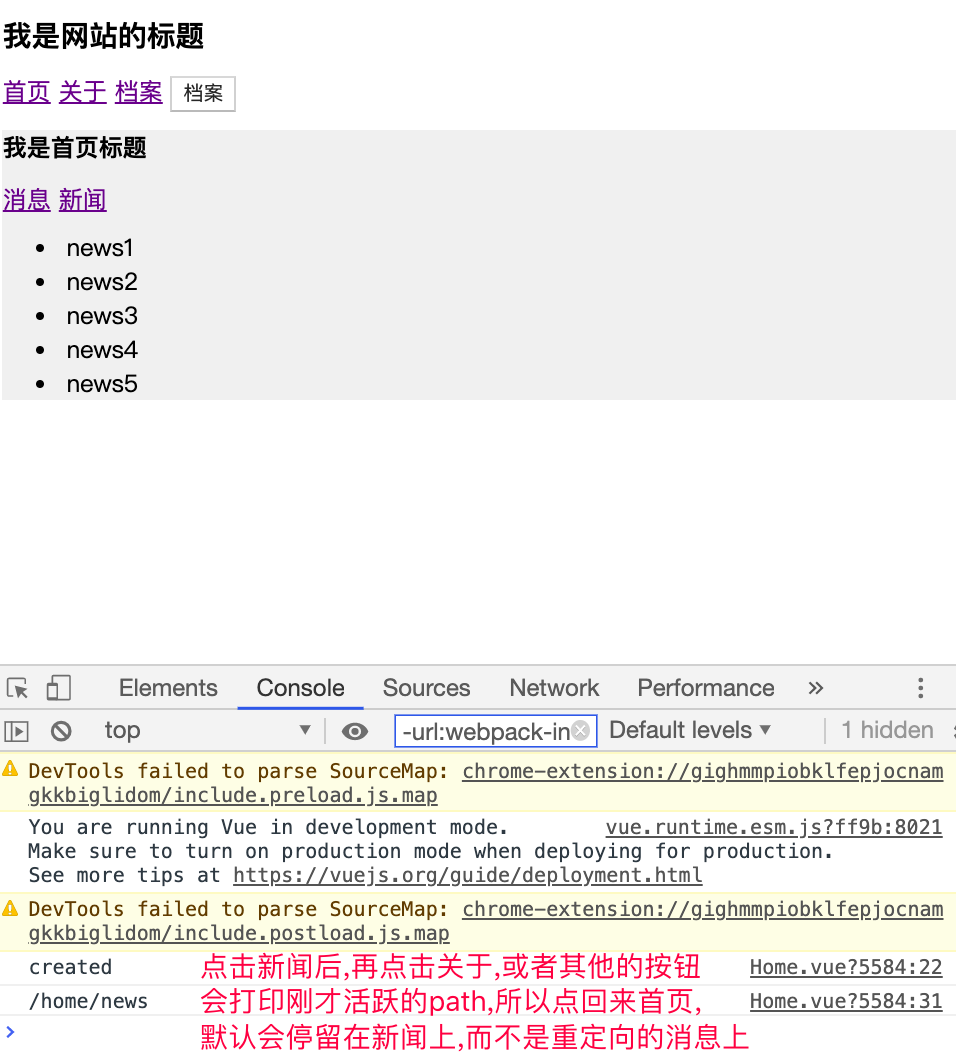 我是网站的标题
首页 关于 档案 档案
我是首页标题
消息 新闻
news1
news2
news3
news4
news5
Elements Console Sources Network Performance »
top -url:webpack-in Default levels ▼ 1 hidden
DevTools failed to parse SourceMap: chrome-extension://gighmmpiobklfepjocnam
gkkbiglidom/include.preload.js.map
You are running Vue in development mode. vue.runtime.esm.js?ff9b:8021
Make sure to turn on production mode when deploying for production.
See more tips at https://vuejs.org/guide/deployment.html
DevTools failed to parse SourceMap: chrome-extension://gighmmpiobklfepjocnam
gkkbiglidom/include.postload.js.map
created 点击新闻后,再点击关于,或者其他的按钮 Home.vue?5584:22
/home/news 会打印刚才活跃的path,所以点回来首页, Home.vue?5584:31
默认会停留在新闻上,而不是重定向的消息上